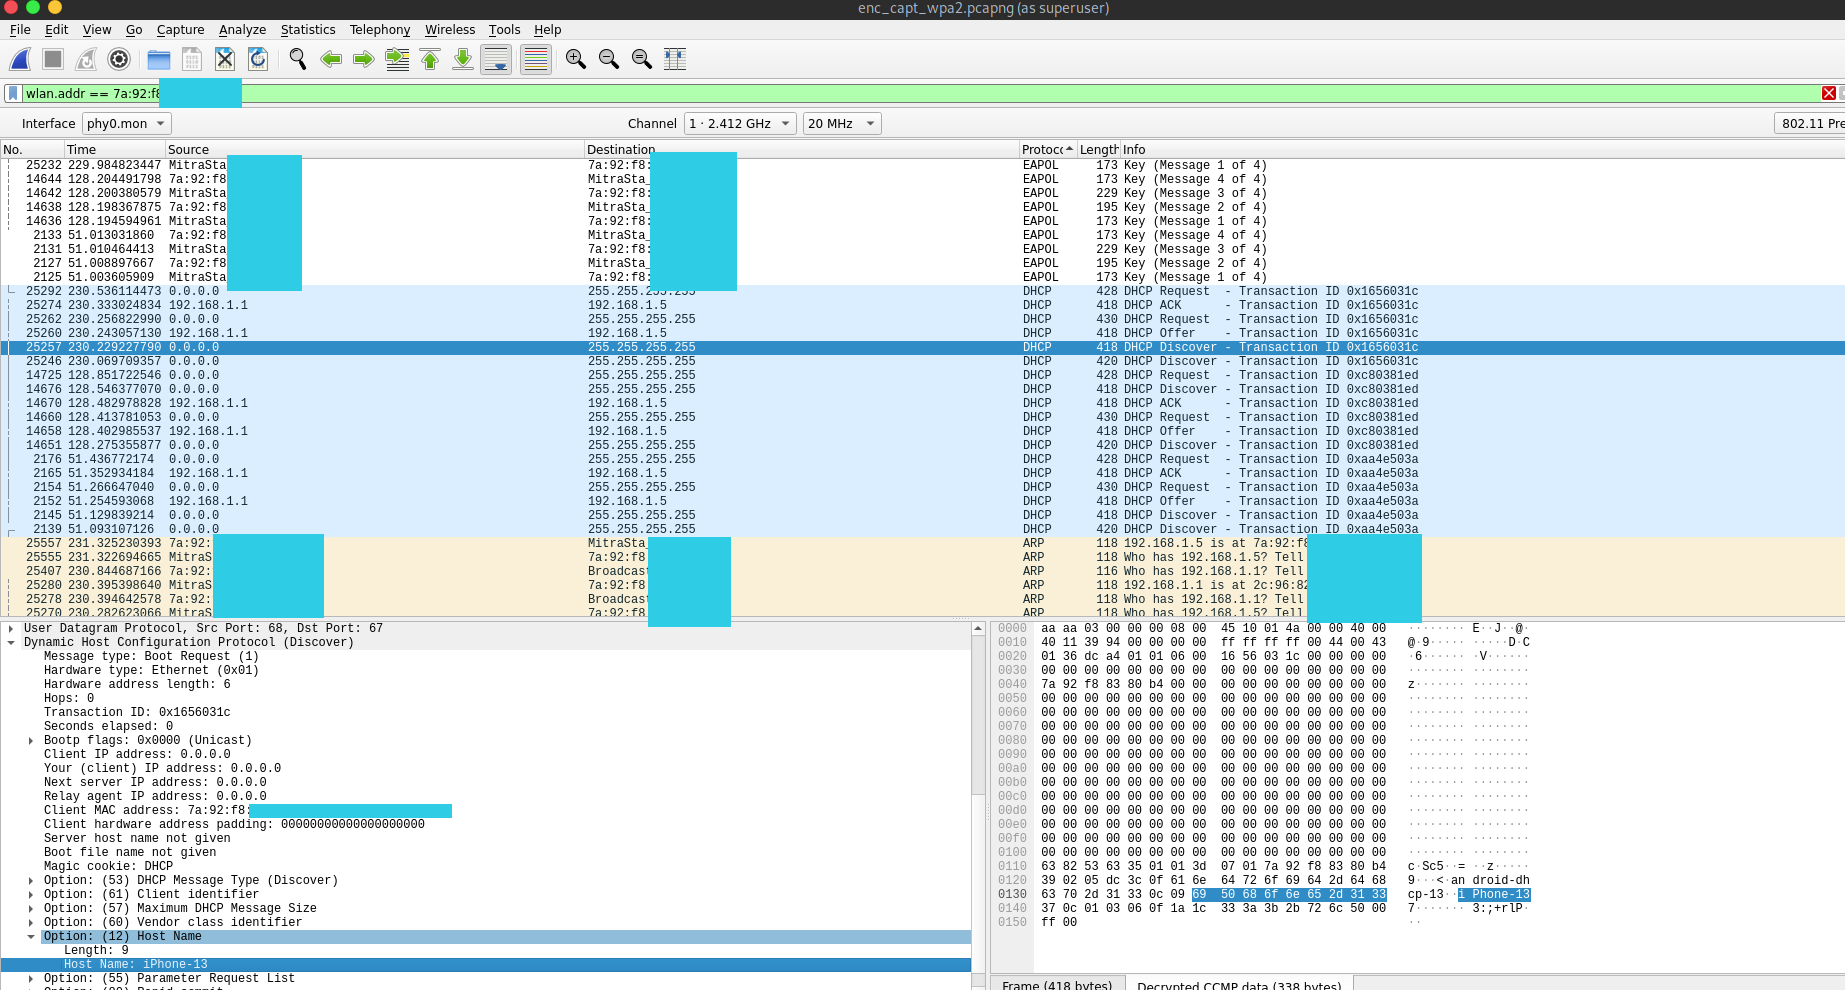 enc_capt_wpa2.pcapng (as superuser)
File Edit View Go Capture Analyze Statistics Telephony Wireless Tools Help
wlan.addr == 7a:92:f8
Interface phy0.mon Channel 1 · 2.412 GHz 20 MHz 802.11 Pre
No. Time Source Destination Protoco Length Info
25232 229.984823447 MitraSta 7a:92:f8: EAPOL 173 Key (Message 1 of 4)
14644 128.204491798 7a:92:f8 MitraSta_ EAPOL 173 Key (Message 4 of 4)
14642 128.200380579 MitraSta 7a:92:f8: EAPOL 229 Key (Message 3 of 4)
14638 128.198367875 7a:92:f8 MitraSta_ EAPOL 195 Key (Message 2 of 4)
14636 128.194594961 MitraSta 7a:92:f8: EAPOL 173 Key (Message 1 of 4)
2133 51.013031860 7a:92:f8 MitraSta_ EAPOL 173 Key (Message 4 of 4)
2131 51.010464413 MitraSta 7a:92:f8: EAPOL 229 Key (Message 3 of 4)
2127 51.008897667 7a:92:f8 MitraSta_ EAPOL 195 Key (Message 2 of 4)
2125 51.003605909 MitraSta 7a:92:f8: EAPOL 173 Key (Message 1 of 4)
25292 230.536114473 0.0.0.0 255.255.255.255 DHCP 428 DHCP Request - Transaction ID 0x1656031c
25274 230.333024834 192.168.1.1 192.168.1.5 DHCP 418 DHCP ACK - Transaction ID 0x1656031c
25262 230.256822990 0.0.0.0 255.255.255.255 DHCP 430 DHCP Request - Transaction ID 0x1656031c
25260 230.243057130 192.168.1.1 192.168.1.5 DHCP 418 DHCP Offer - Transaction ID 0x1656031c
25257 230.229227790 0.0.0.0 255.255.255.255 DHCP 418 DHCP Discover - Transaction ID 0x1656031c
25246 230.069709357 0.0.0.0 255.255.255.255 DHCP 420 DHCP Discover - Transaction ID 0x1656031c
14725 128.851722546 0.0.0.0 255.255.255.255 DHCP 428 DHCP Request - Transaction ID 0xc80381ed
14676 128.546377070 0.0.0.0 255.255.255.255 DHCP 418 DHCP Discover - Transaction ID 0xc80381ed
14670 128.482978828 192.168.1.1 192.168.1.5 DHCP 418 DHCP ACK - Transaction ID 0xc80381ed
14660 128.413781053 0.0.0.0 255.255.255.255 DHCP 430 DHCP Request - Transaction ID 0xc80381ed
14658 128.402985537 192.168.1.1 192.168.1.5 DHCP 418 DHCP Offer - Transaction ID 0xc80381ed
14651 128.275355877 0.0.0.0 255.255.255.255 DHCP 420 DHCP Discover - Transaction ID 0xc80381ed
2176 51.436772174 0.0.0.0 255.255.255.255 DHCP 428 DHCP Request - Transaction ID 0xaa4e503a
2165 51.352934184 192.168.1.1 192.168.1.5 DHCP 418 DHCP ACK - Transaction ID 0xaa4e503a
2154 51.266647040 0.0.0.0 255.255.255.255 DHCP 430 DHCP Request - Transaction ID 0xaa4e503a
2152 51.254593068 192.168.1.1 192.168.1.5 DHCP 418 DHCP Offer - Transaction ID 0xaa4e503a
2145 51.129839214 0.0.0.0 255.255.255.255 DHCP 418 DHCP Discover - Transaction ID 0xaa4e503a
2139 51.093107126 0.0.0.0 255.255.255.255 DHCP 420 DHCP Discover - Transaction ID 0xaa4e503a
25557 231.325230393 7a:92: MitraSta_ ARP 118 192.168.1.5 is at 7a:92:f8
25555 231.322694665 MitraS 7a:92:f8 ARP 118 Who has 192.168.1.5? Tell
25407 230.844687166 7a:92: Broadcast ARP 116 Who has 192.168.1.1? Tell
25280 230.395398640 MitraS 7a:92:f8 ARP 118 192.168.1.1 is at 2c:96:82
25278 230.394642578 7a:92: Broadcast ARP 118 Who has 192.168.1.1? Tell
25270 230.282623066 MitraS 7a:92:f8 ARP 118 Who has 192.168.1.5? Tell
User Datagram Protocol, Src Port: 68, Dst Port: 67
Dynamic Host Configuration Protocol (Discover)
Message type: Boot Request (1)
Hardware type: Ethernet (0x01)
Hardware address length: 6
Hops: 0
Transaction ID: 0x1656031c
Seconds elapsed: 0
Bootp flags: 0x0000 (Unicast)
Client IP address: 0.0.0.0
Your (client) IP address: 0.0.0.0
Next server IP address: 0.0.0.0
Relay agent IP address: 0.0.0.0
Client MAC address: 7a:92:f8:
Client hardware address padding: 00000000000000000000
Server host name not given
Boot file name not given
Magic cookie: DHCP
Option: (53) DHCP Message Type (Discover)
Option: (61) Client identifier
Option: (57) Maximum DHCP Message Size
Option: (60) Vendor class identifier
Option: (12) Host Name
Length: 9
Host Name: iPhone-13
Option: (55) Parameter Request List
0000 aa aa 03 00 00 00 08 00 45 10 01 4a 00 00 40 00 ········ E··J··@·
0010 40 11 39 94 00 00 00 00 ff ff ff ff 00 44 00 43 @·9····· ·····D·C
0020 01 36 dc a4 01 01 06 00 16 56 03 1c 00 00 00 00 ·6······ ·V······
0030 00 00 00 00 00 00 00 00 00 00 00 00 00 00 00 00 ········ ········
0040 7a 92 f8 83 80 b4 00 00 00 00 00 00 00 00 00 00 z······· ········
0050 00 00 00 00 00 00 00 00 00 00 00 00 00 00 00 00 ········ ········
0060 00 00 00 00 00 00 00 00 00 00 00 00 00 00 00 00 ········ ········
0070 00 00 00 00 00 00 00 00 00 00 00 00 00 00 00 00 ········ ········
0080 00 00 00 00 00 00 00 00 00 00 00 00 00 00 00 00 ········ ········
0090 00 00 00 00 00 00 00 00 00 00 00 00 00 00 00 00 ········ ········
00a0 00 00 00 00 00 00 00 00 00 00 00 00 00 00 00 00 ········ ········
00b0 00 00 00 00 00 00 00 00 00 00 00 00 00 00 00 00 ········ ········
00c0 00 00 00 00 00 00 00 00 00 00 00 00 00 00 00 00 ········ ········
00d0 00 00 00 00 00 00 00 00 00 00 00 00 00 00 00 00 ········ ········
00e0 00 00 00 00 00 00 00 00 00 00 00 00 00 00 00 00 ········ ········
00f0 00 00 00 00 00 00 00 00 00 00 00 00 00 00 00 00 ········ ········
0100 00 00 00 00 00 00 00 00 00 00 00 00 00 00 00 00 ········ ········
0110 63 82 53 63 35 01 01 3d 07 01 7a 92 f8 83 80 b4 c·Sc5··= ··z·····
0120 39 02 05 dc 3c 0f 61 6e 64 72 6f 69 64 2d 64 68 9···<·an droid-dh
0130 63 70 2d 31 33 0c 09 69 50 68 6f 6e 65 2d 31 33 cp-13··i Phone-13
0140 37 0c 01 03 06 0f 1a 1c 33 3a 3b 2b 72 6c 50 00 7······· 3:;+rlP·
0150 ff 00 ··
Frame (418 bytes) Decrypted CCMP data (338 bytes)